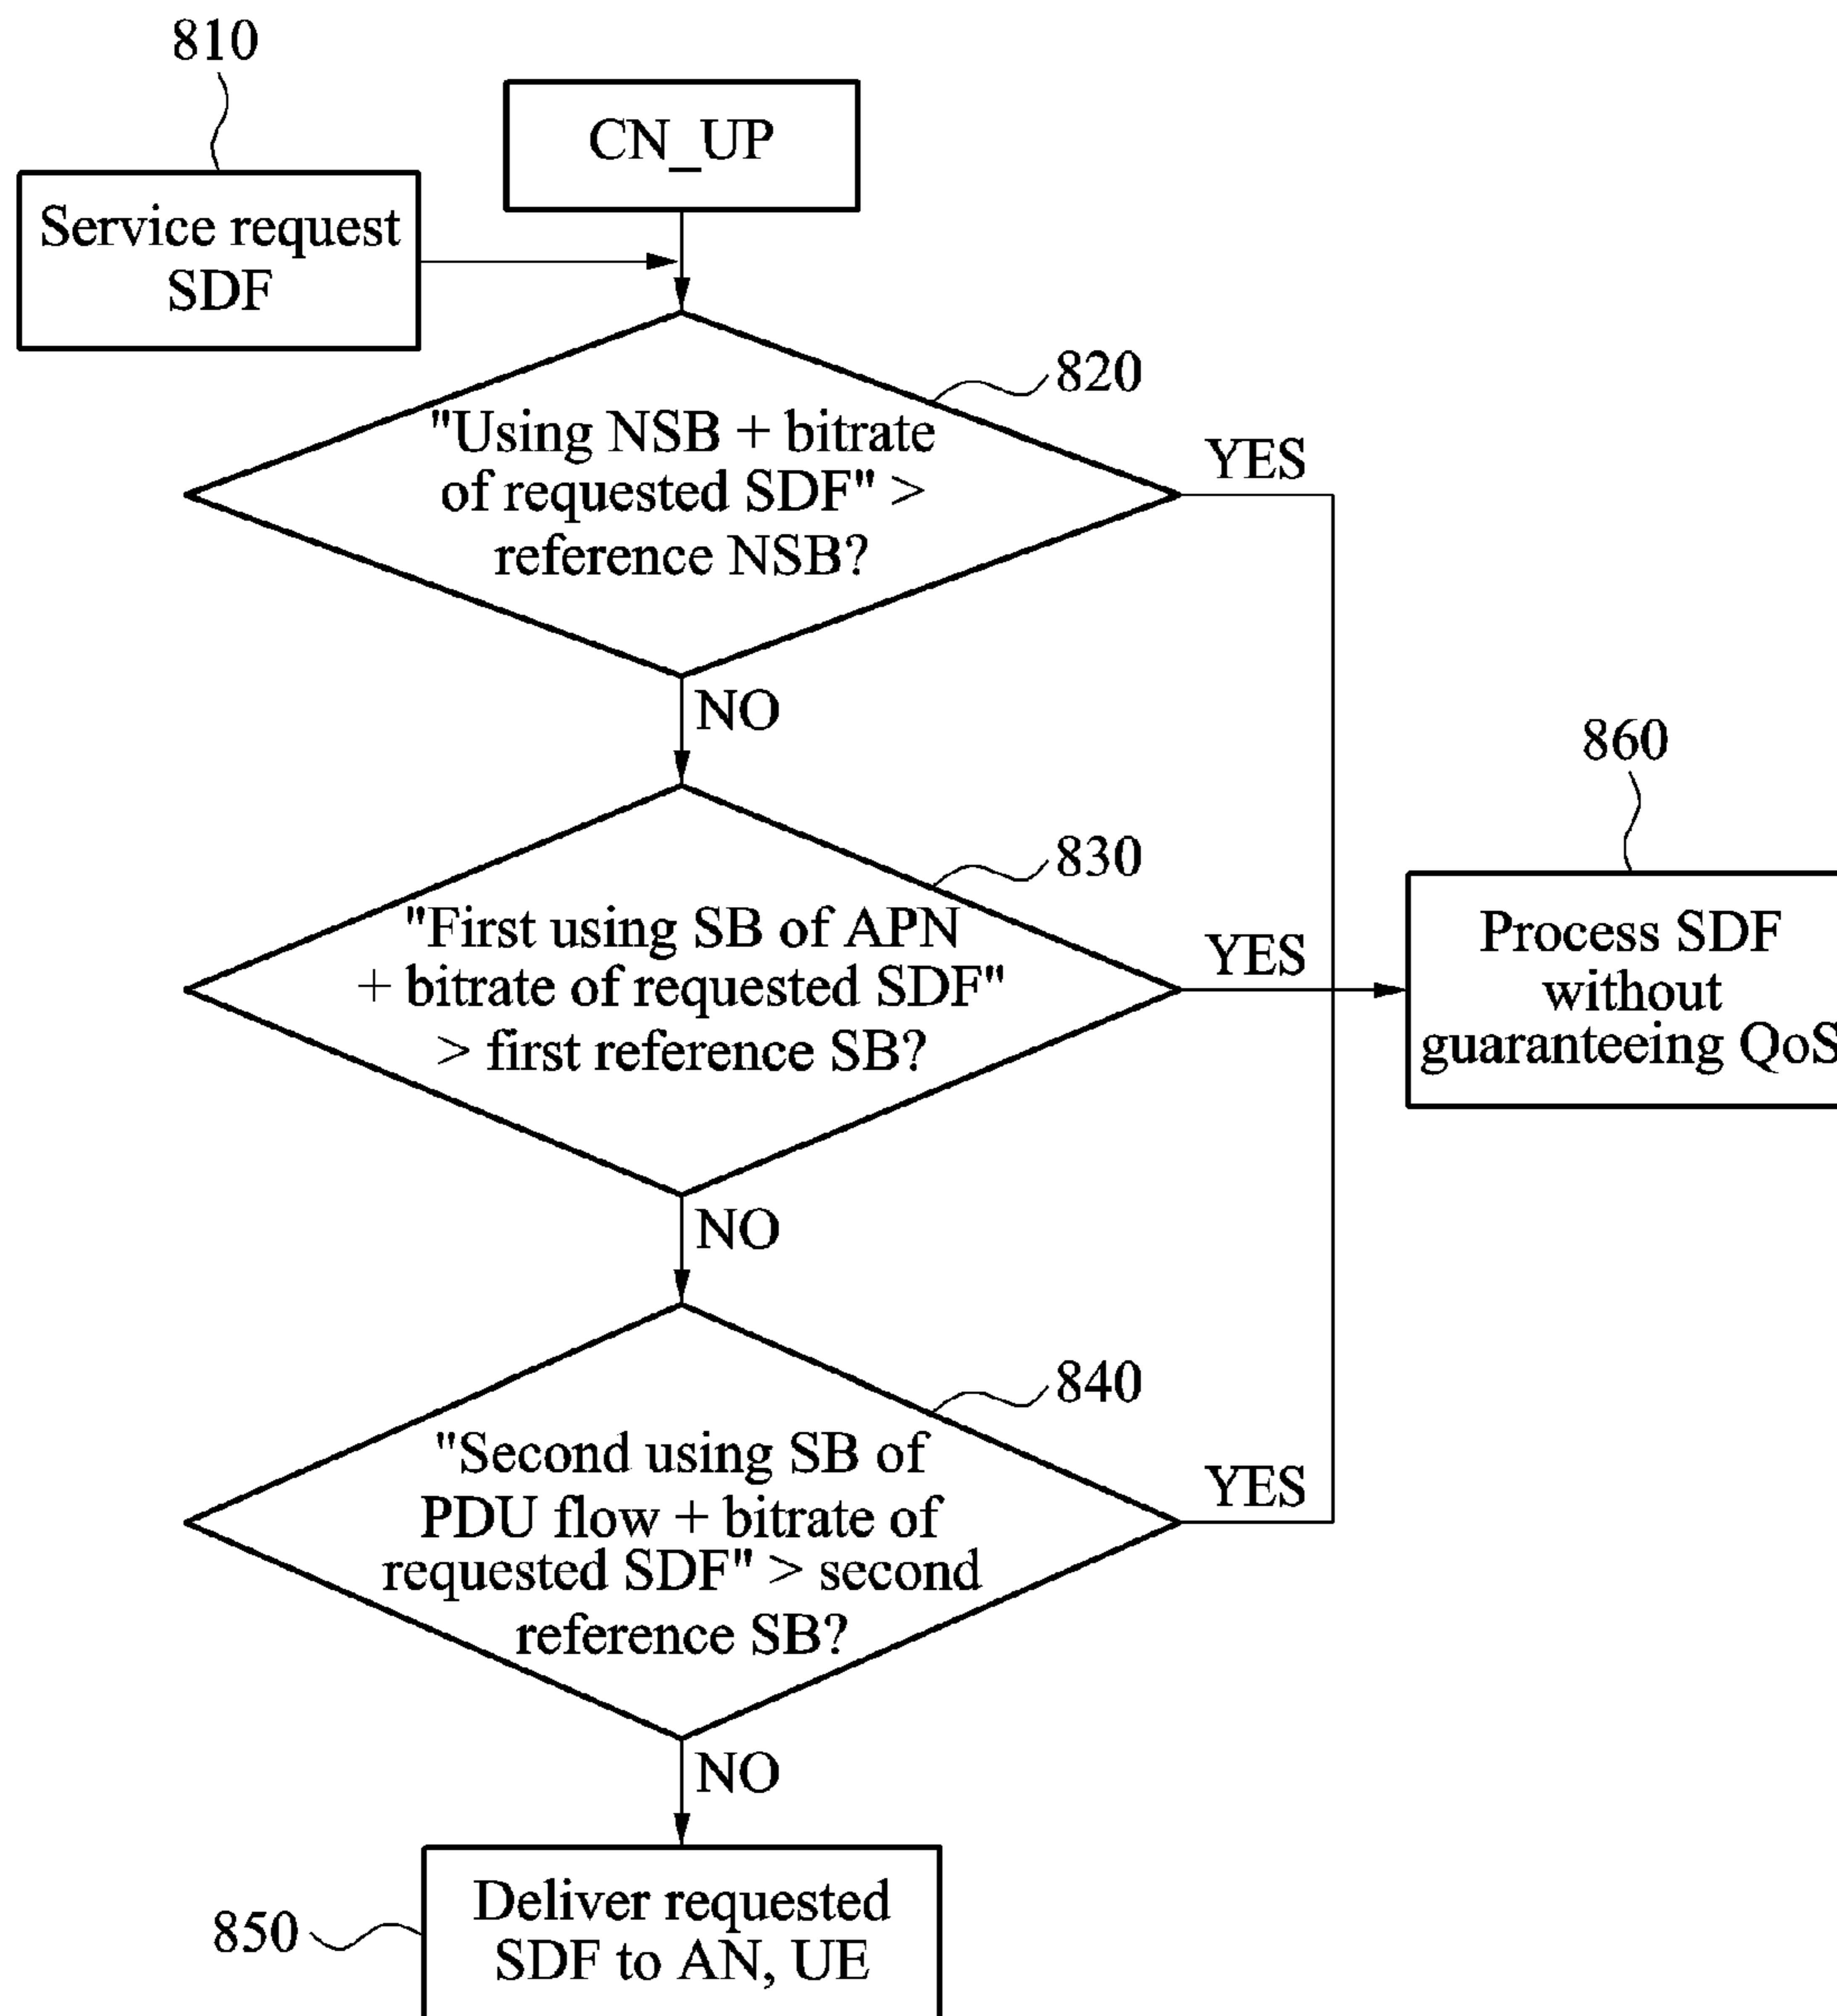 810
CN_UP
Service request
SDF
820
"Using NSB + bitrate
of requested SDF" >
reference NSB?
YES
NO
830
"First using SB of APN
+ bitrate of requested SDF"
> first reference SB?
YES
860
Process SDF
without
guaranteeing QoS
NO
840
"Second using SB of
PDU flow + bitrate of
requested SDF" > second
reference SB?
YES
NO
850
Deliver requested
SDF to AN, UE